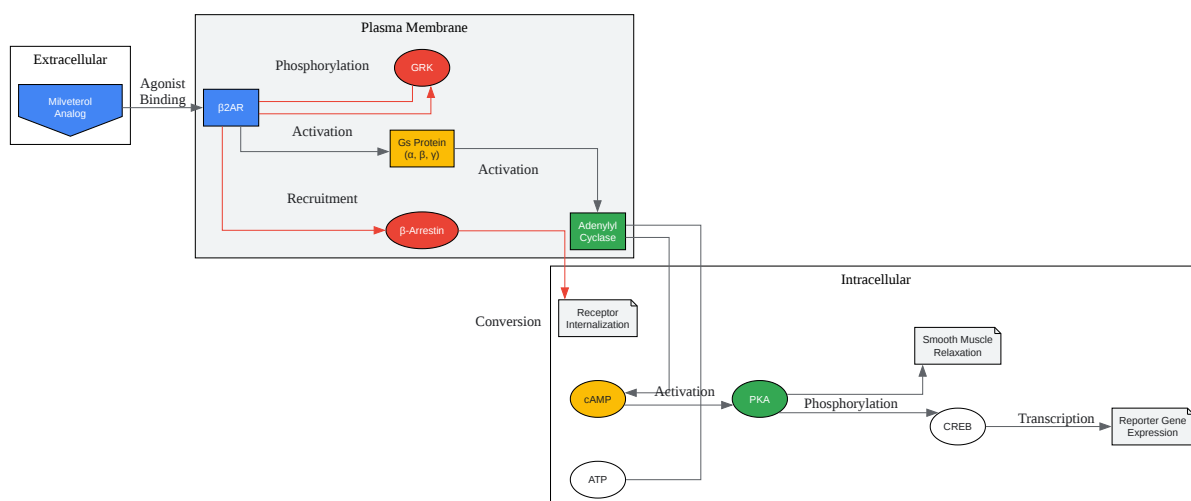 Plasma Membrane
Extracellular
Milveterol
Analog
Agonist
Binding
β2AR
Phosphorylation
GRK
Activation
Gs Protein
(α, β, γ)
Activation
Recruitment
β-Arrestin
Adenylyl
Cyclase
Intracellular
Conversion
Receptor
Internalization
Smooth Muscle
Relaxation
cAMP
Activation
PKA
Phosphorylation
CREB
Transcription
Reporter Gene
Expression
ATP